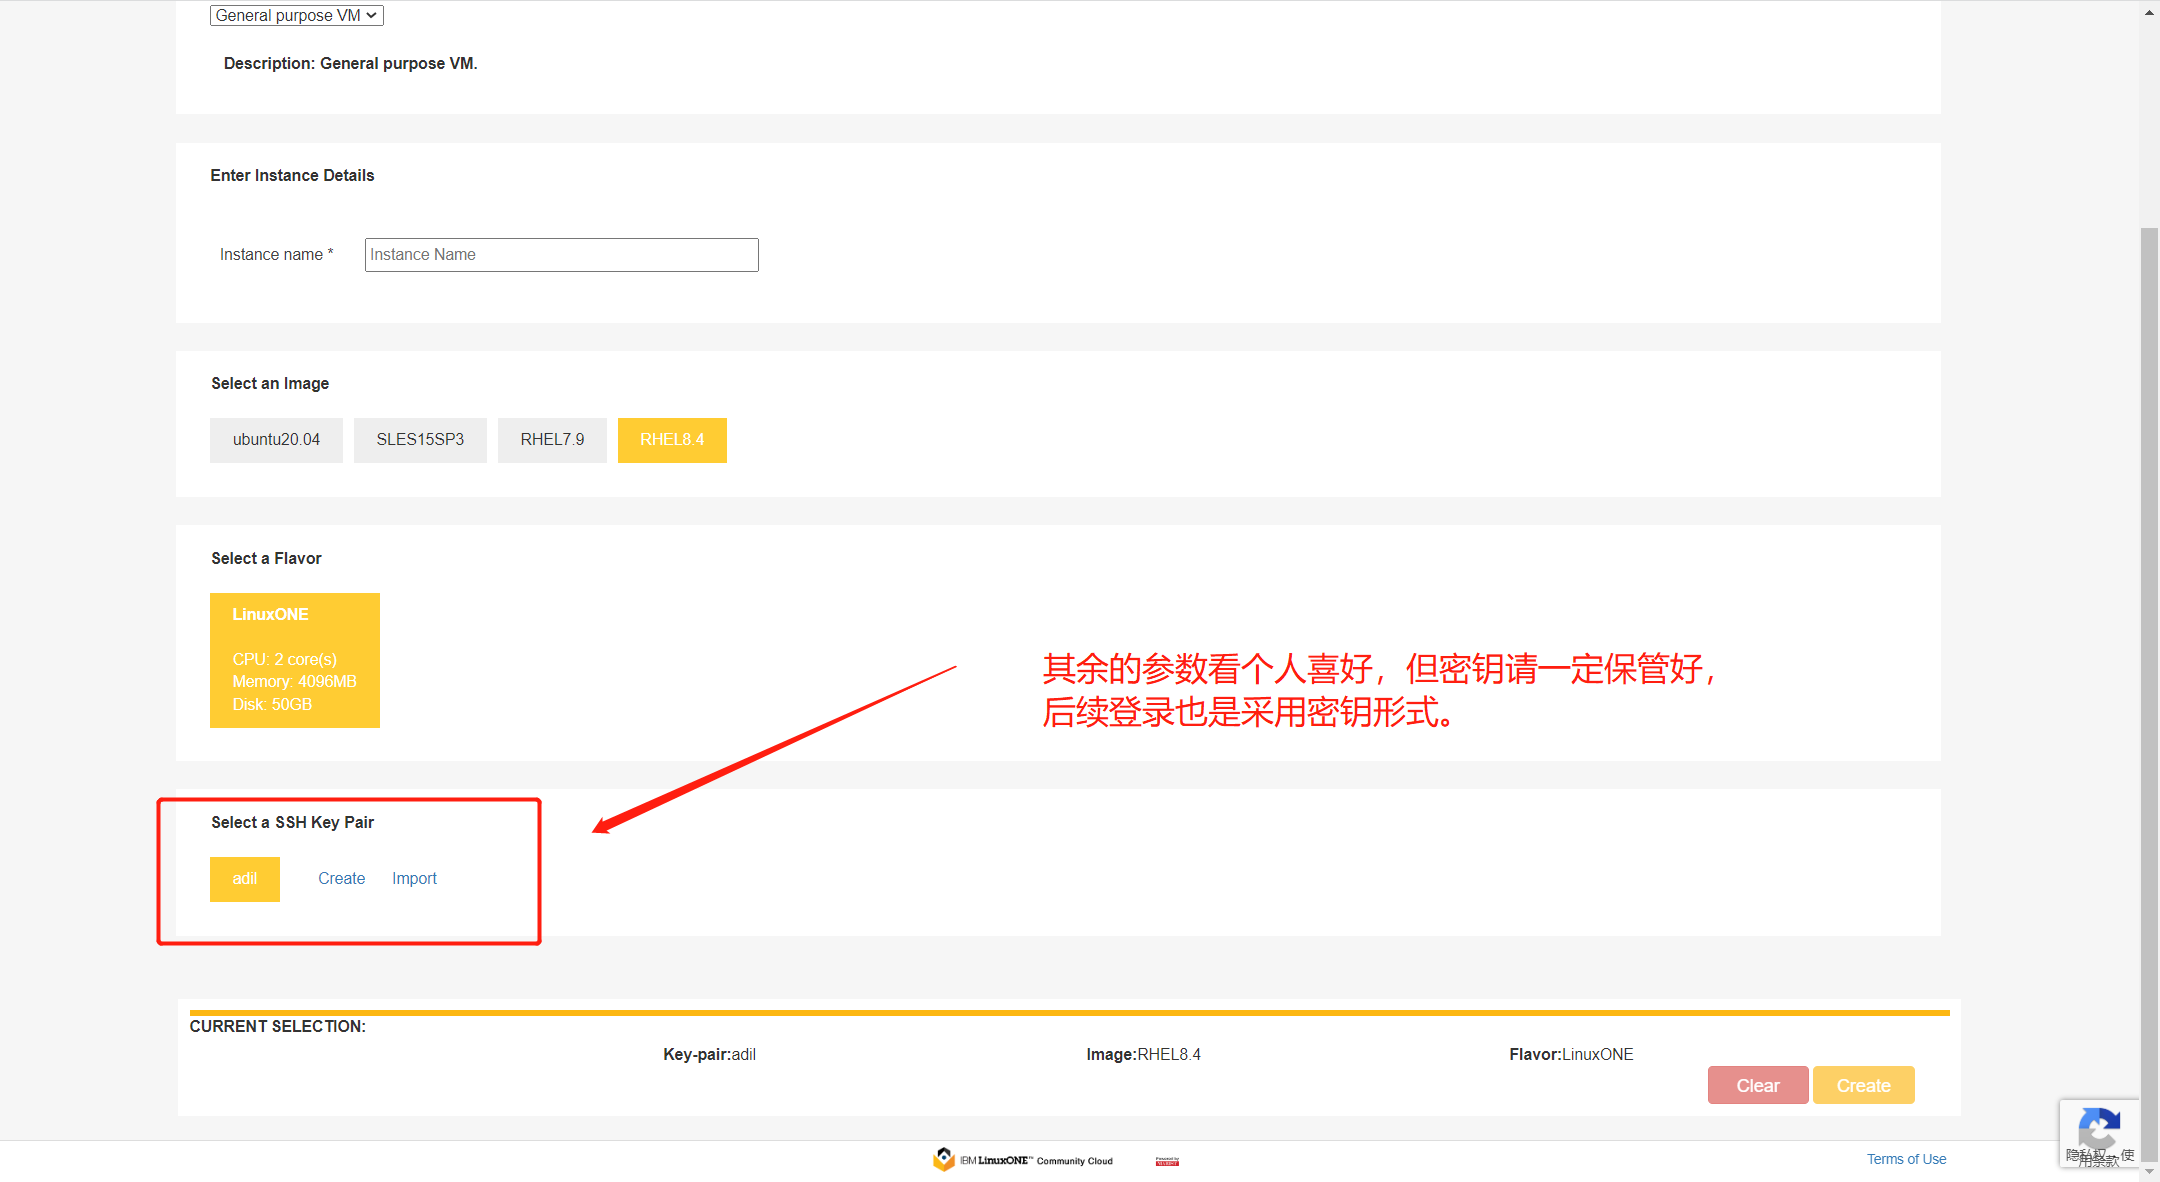 General purpose VM
Description: General purpose VM.
Enter Instance Details
Instance name *
Instance Name
Select an Image
ubuntu20.04 SLES15SP3 RHEL7.9 RHEL8.4
Select a Flavor
LinuxONE
CPU: 2 core(s)
Memory: 4096MB
Disk: 50GB
其余的参数看个人喜好，但密钥请一定保管好，
后续登录也是采用密钥形式。
Select a SSH Key Pair
adil Create Import
CURRENT SELECTION:
Key-pair:adil Image:RHEL8.4 Flavor:LinuxONE
Clear Create
IBM LinuxONE™ Community Cloud
Powered by
Terms of Use
隐私权 - 使
用条款